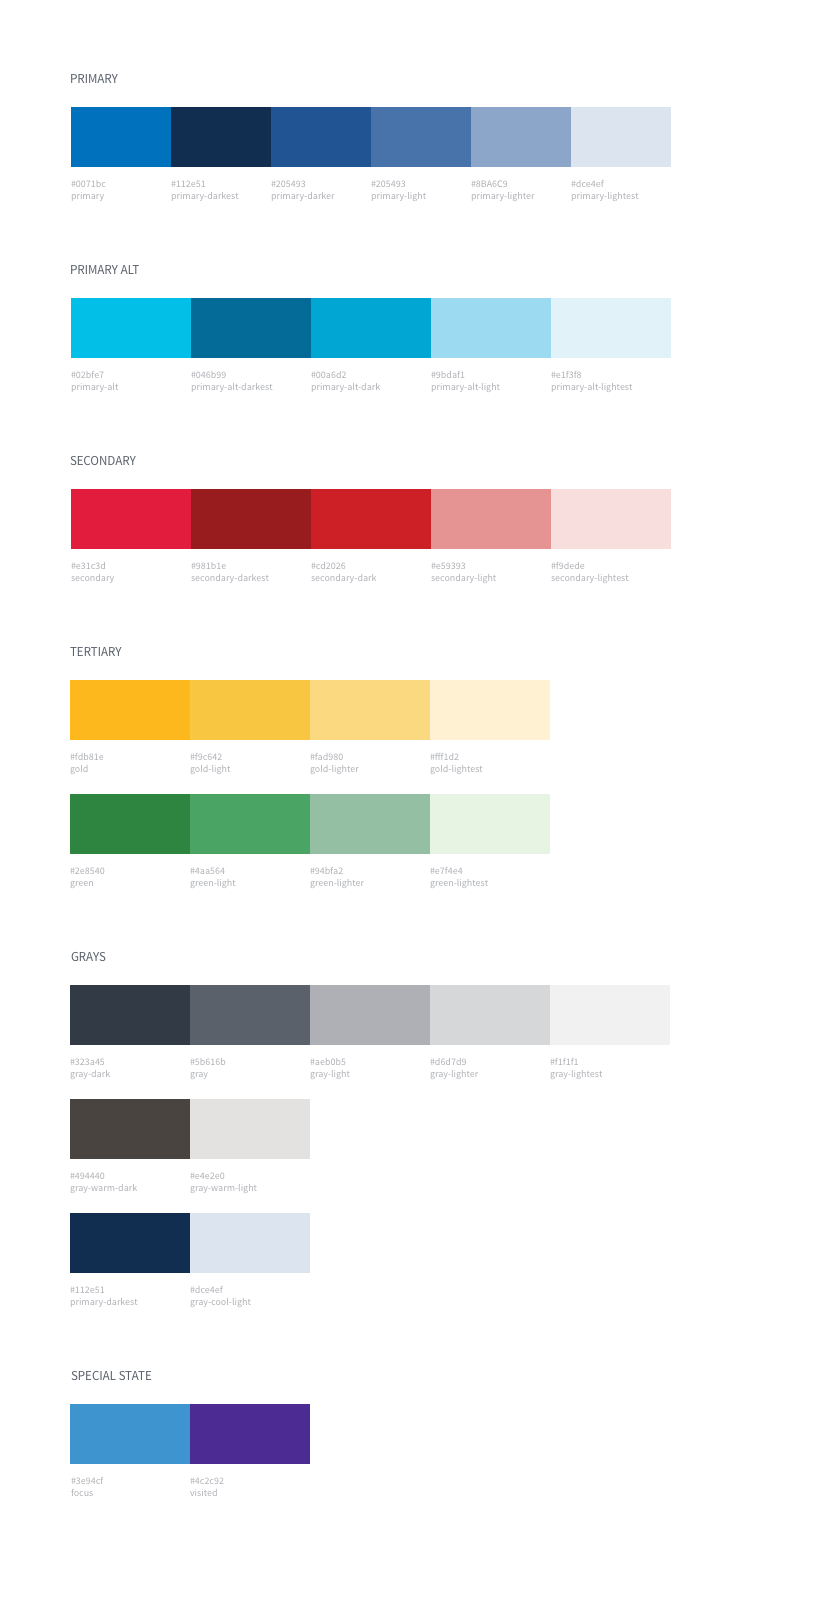 PRIMARY
#0071bc #112e51 #205493 #205493 #8BA6C9 #dce4ef
primary primary-darkest primary-darker primary-light primary-lighter primary-lightest
PRIMARY ALT
#02bfe7 #046b99 #00a6d2 #9bdaf1 #e1f3f8
primary-alt primary-alt-darkest primary-alt-dark primary-alt-light primary-alt-lightest
SECONDARY
#e31c3d #981b1e #cd2026 #e59393 #f9dede
secondary secondary-darkest secondary-dark secondary-light secondary-lightest
TERTIARY
#fdb81e #f9c642 #fad980 #fff1d2
gold gold-light gold-lighter gold-lightest
#2e8540 #4aa564 #94bfa2 #e7f4e4
green green-light green-lighter green-lightest
GRAYS
#323a45 #5b616b #aeb0b5 #d6d7d9 #f1f1f1
gray-dark gray gray-light gray-lighter gray-lightest
#494440 #e4e2e0
gray-warm-dark gray-warm-light
#112e51 #dce4ef
primary-darkest gray-cool-light
SPECIAL STATE
#3e94cf #4c2c92
focus visited